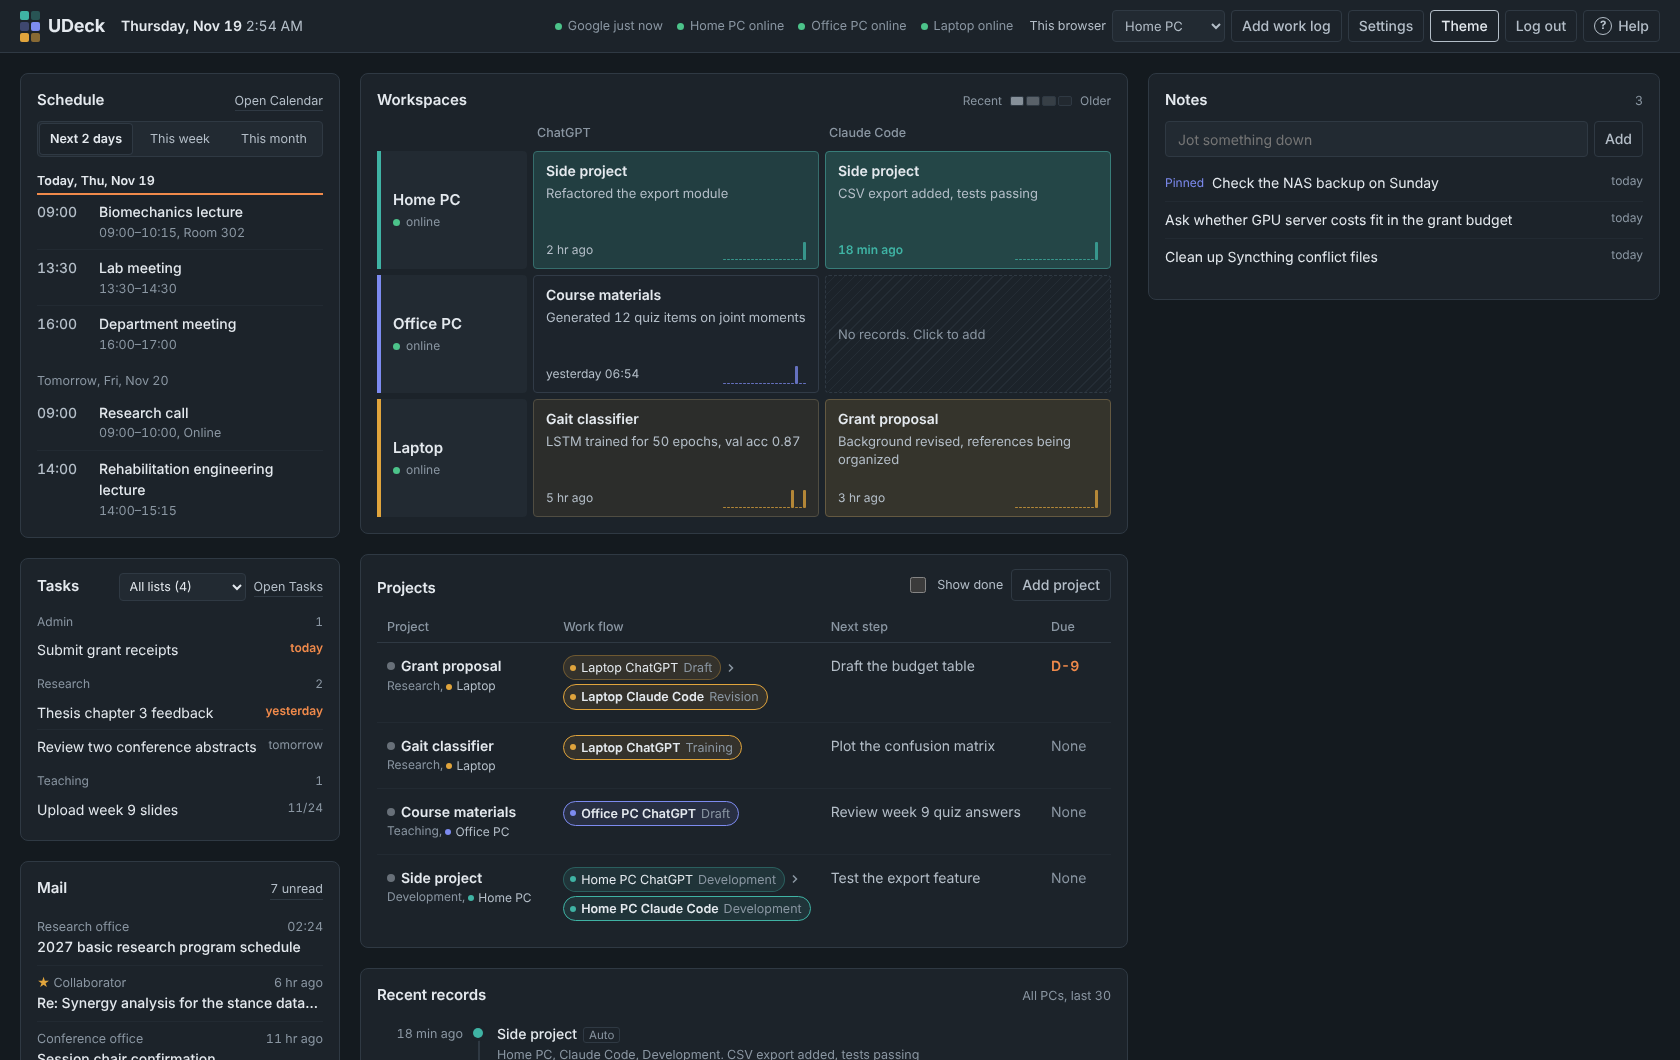 UDeck
Thursday, Nov 19 2:54 AM
Google just now
Home PC online
Office PC online
Laptop online
This browser
Home PC
Add work log
Settings
Theme
Log out
? Help
Schedule
Open Calendar
Next 2 days
This week
This month
Today, Thu, Nov 19
09:00 Biomechanics lecture
09:00–10:15, Room 302
13:30 Lab meeting
13:30–14:30
16:00 Department meeting
16:00–17:00
Tomorrow, Fri, Nov 20
09:00 Research call
09:00–10:00, Online
14:00 Rehabilitation engineering
lecture
14:00–15:15
Tasks
All lists (4)
Open Tasks
Admin 1
Submit grant receipts today
Research 2
Thesis chapter 3 feedback yesterday
Review two conference abstracts tomorrow
Teaching 1
Upload week 9 slides 11/24
Mail
7 unread
Research office 02:24
2027 basic research program schedule
★ Collaborator 6 hr ago
Re: Synergy analysis for the stance data...
Conference office 11 hr ago
Session chair confirmation
Workspaces
Recent Older
ChatGPT Claude Code
Home PC
online
Side project
Refactored the export module
2 hr ago
Side project
CSV export added, tests passing
18 min ago
Office PC
online
Course materials
Generated 12 quiz items on joint moments
yesterday 06:54
No records. Click to add
Laptop
online
Gait classifier
LSTM trained for 50 epochs, val acc 0.87
5 hr ago
Grant proposal
Background revised, references being
organized
3 hr ago
Projects
Show done
Add project
Project Work flow Next step Due
Grant proposal
Research, Laptop
Laptop ChatGPT Draft ›
Laptop Claude Code Revision
Draft the budget table
D-9
Gait classifier
Research, Laptop
Laptop ChatGPT Training
Plot the confusion matrix
None
Course materials
Teaching, Office PC
Office PC ChatGPT Draft
Review week 9 quiz answers
None
Side project
Development, Home PC
Home PC ChatGPT Development ›
Home PC Claude Code Development
Test the export feature
None
Recent records
All PCs, last 30
18 min ago
Side project Auto
Home PC, Claude Code, Development, CSV export added, tests passing
Notes 3
Jot something down
Add
Pinned Check the NAS backup on Sunday today
Ask whether GPU server costs fit in the grant budget today
Clean up Syncthing conflict files today